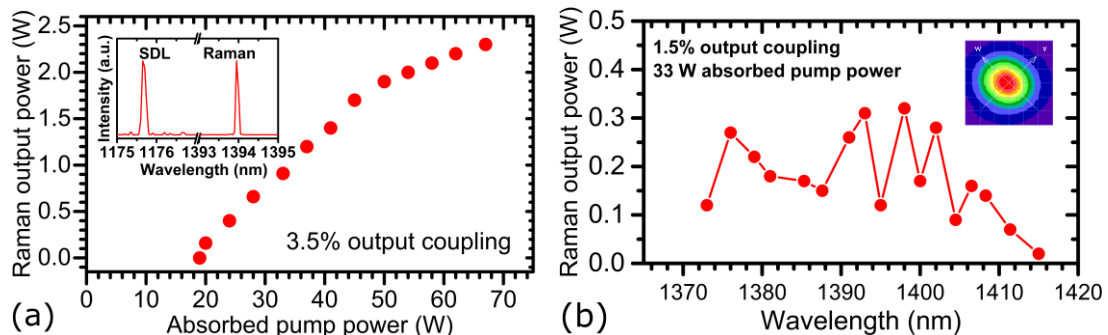 Raman output power (W)
2.5
2.0
1.5
1.0
0.5
0.0
Intensity (a.u.)
SDL
Raman
1175
1176
1393
1394
1395
Wavelength (nm)
3.5% output coupling
0
10
20
30
40
50
60
70
Absorbed pump power (W)
(a)
Raman output power (W)
0.5
0.4
0.3
0.2
0.1
0.0
1.5% output coupling
33 W absorbed pump power
w
v
1370
1380
1390
1400
1410
1420
Wavelength (nm)
(b)